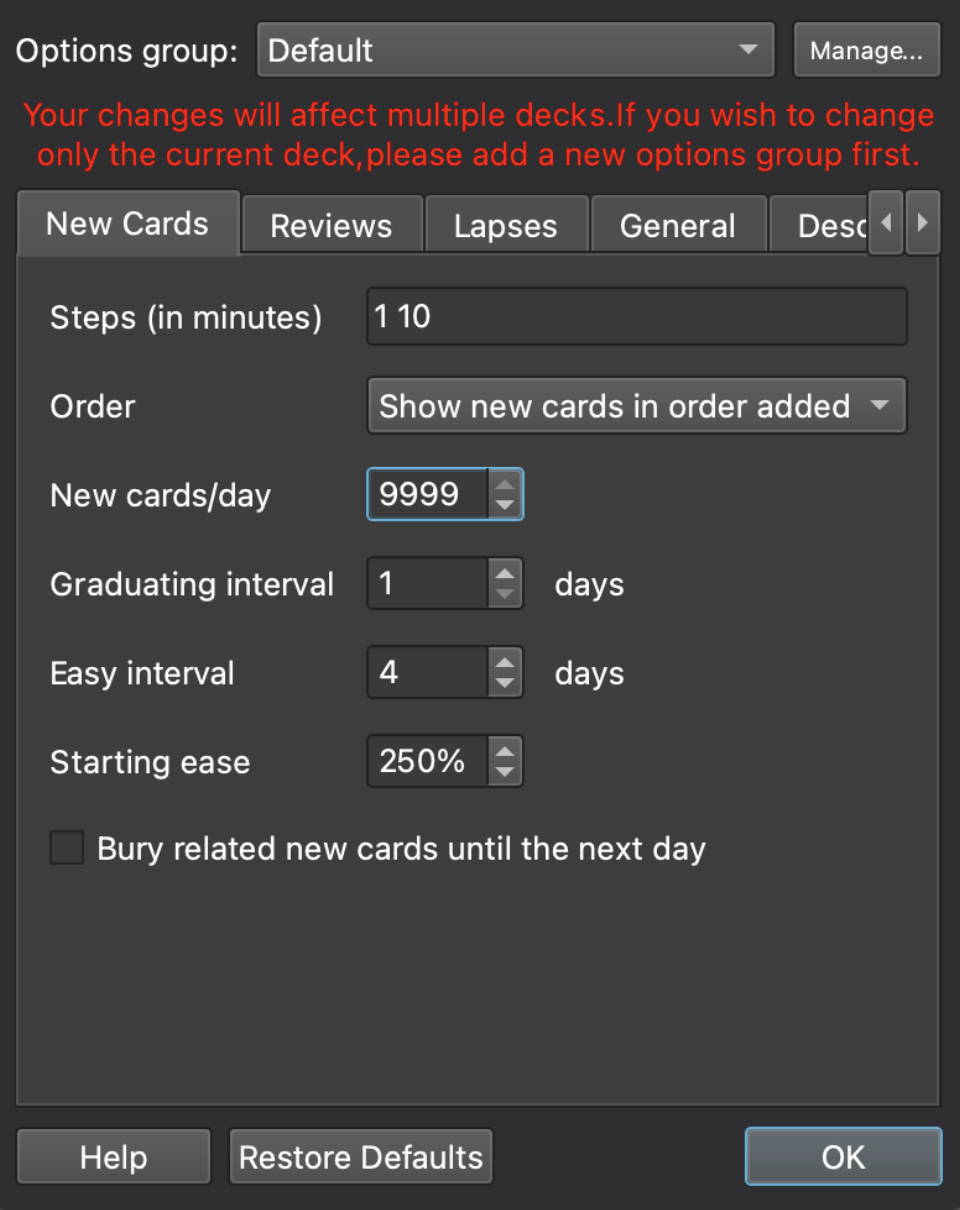 Options group: Default Manage...
Your changes will affect multiple decks.If you wish to change
only the current deck,please add a new options group first.
New Cards Reviews Lapses General Desc
Steps (in minutes) 1 10
Order Show new cards in order added
New cards/day 9999
Graduating interval 1 days
Easy interval 4 days
Starting ease 250%
Bury related new cards until the next day
Help Restore Defaults OK